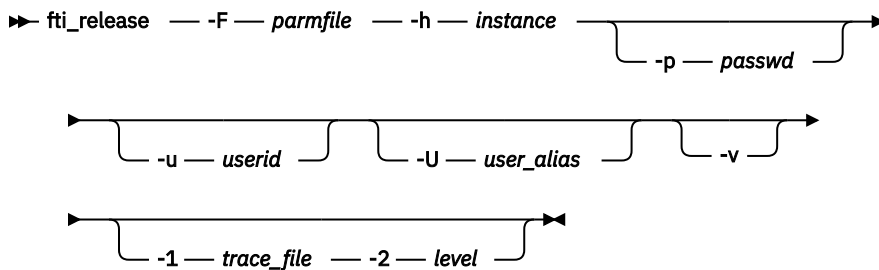 fti_release -F parmfile -h instance
-p passwd
-u userid -U user_alias -v
-1 trace_file -2 level